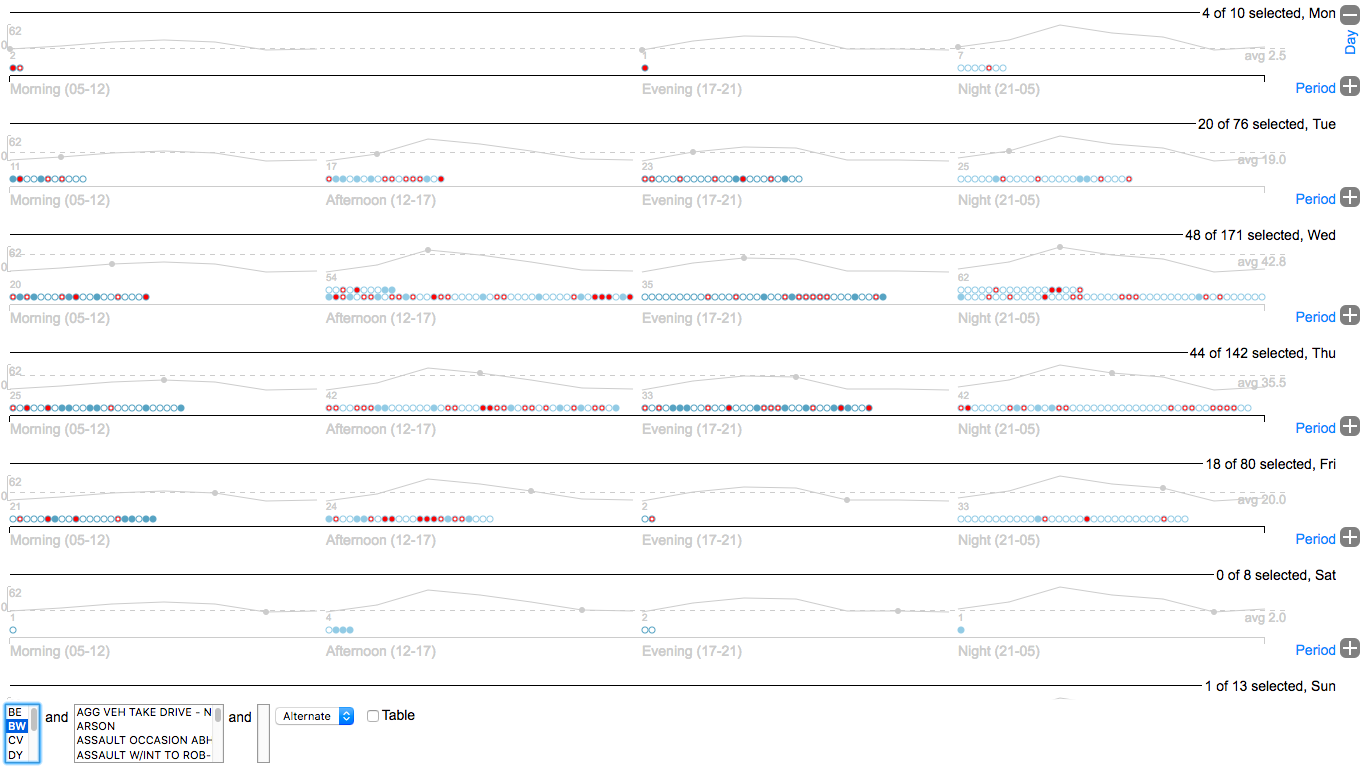 4 of 10 selected, Mon
Day
62
0
2
1
7
avg 2.5
Morning (05-12)
Evening (17-21)
Night (21-05)
Period
20 of 76 selected, Tue
62
0
11
17
23
25
avg 19.0
Morning (05-12)
Afternoon (12-17)
Evening (17-21)
Night (21-05)
Period
48 of 171 selected, Wed
62
0
20
54
35
62
avg 42.8
Morning (05-12)
Afternoon (12-17)
Evening (17-21)
Night (21-05)
Period
44 of 142 selected, Thu
62
0
25
42
33
42
avg 35.5
Morning (05-12)
Afternoon (12-17)
Evening (17-21)
Night (21-05)
Period
18 of 80 selected, Fri
62
0
21
24
2
33
avg 20.0
Morning (05-12)
Afternoon (12-17)
Evening (17-21)
Night (21-05)
Period
0 of 8 selected, Sat
62
0
1
4
2
1
avg 2.0
Morning (05-12)
Afternoon (12-17)
Evening (17-21)
Night (21-05)
Period
1 of 13 selected, Sun
BE
BW
CV
DY
and
AGG VEH TAKE DRIVE - N
ARSON
ASSAULT OCCASION ABH
ASSAULT W/INT TO ROB-
and
Alternate
Table